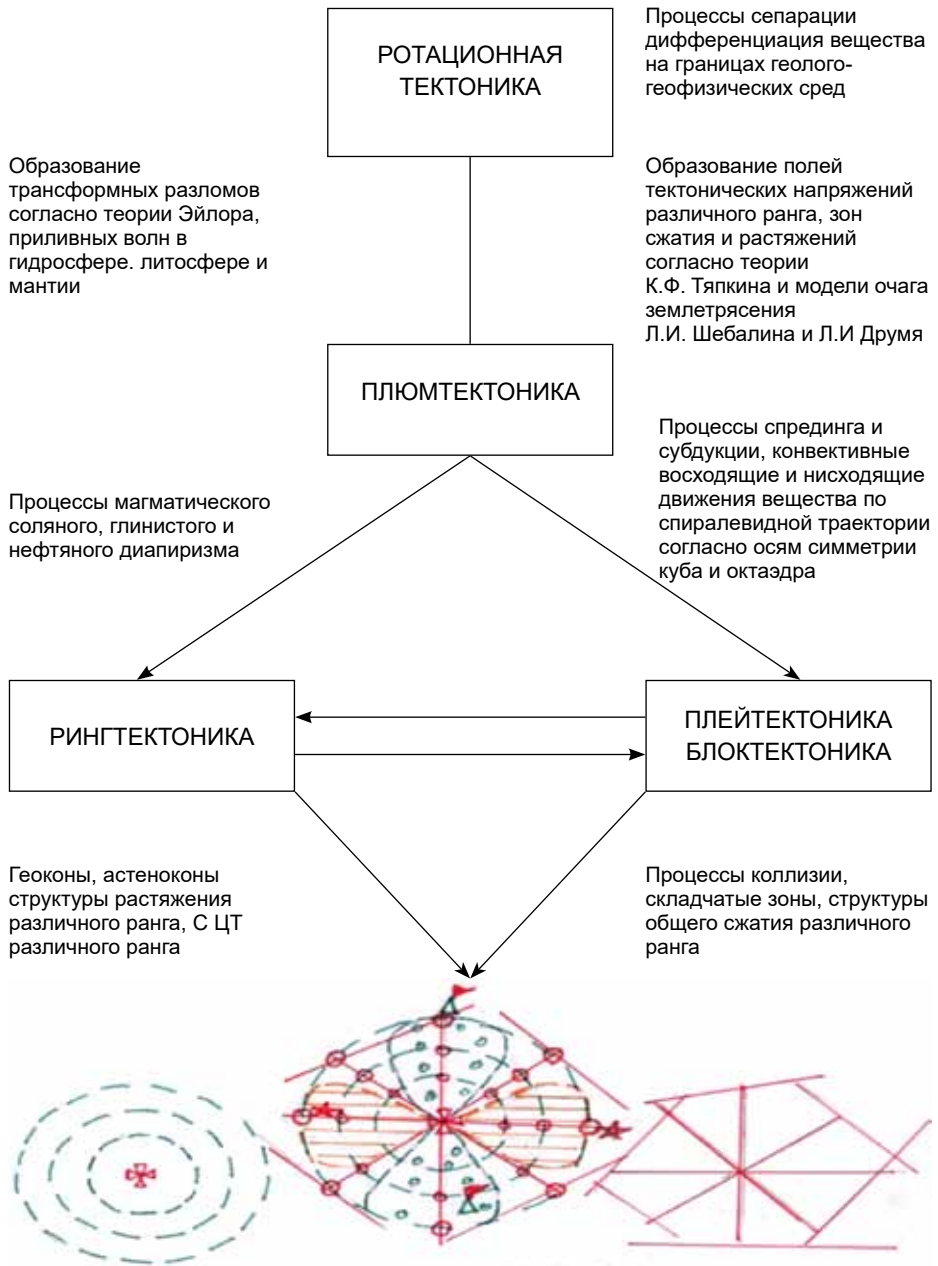 РОТАЦИОННАЯ
ТЕКТОНИКА
Процессы сепарации
дифференциация вещества
на границах геолого-
геофизических сред
Образование
трансформных разломов
согласно теории Эйлора,
приливных волн в
гидросфере. литосфере и
мантии
Образование полей
тектонических напряжений
различного ранга, зон
сжатия и растяжений
согласно теории
К.Ф. Тяпкина и модели очага
землетрясения
Л.И. Шебалина и Л.И Друмя
ПЛЮМТЕКТОНИКА
Процессы магматического
соляного, глинистого и
нефтяного диапиризма
Процессы спрединга и
субдукции, конвективные
восходящие и нисходящие
движения вещества по
спиралевидной траектории
согласно осям симметрии
куба и октаэдра
РИНГТЕКТОНИКА
ПЛЕЙТЕКТОНИКА
БЛОКТЕКТОНИКА
Геоконы, астеноконы
структуры растяжения
различного ранга, С ЦТ
различного ранга
Процессы коллизии,
складчатые зоны, структуры
общего сжатия различного
ранга